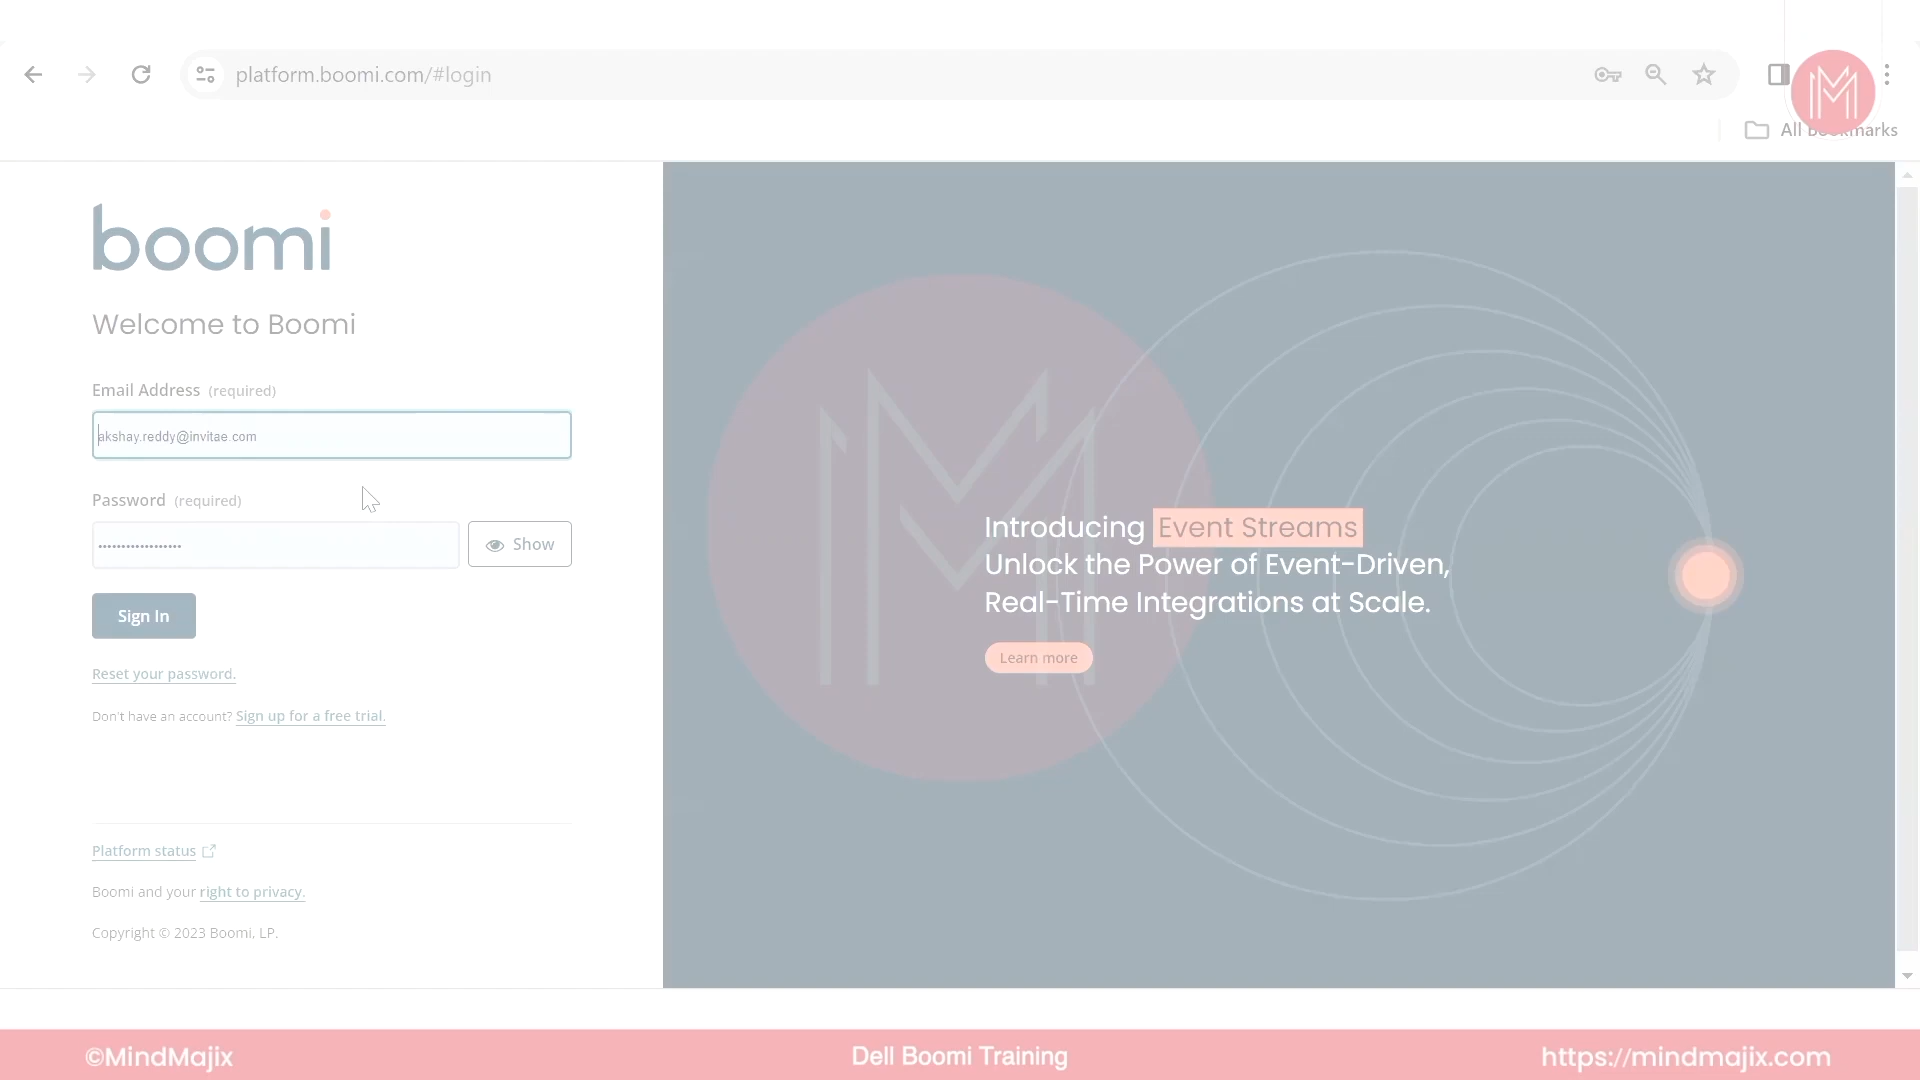 platform.boomi.com/#login
All Bookmarks
boomi
Welcome to Boomi
Email Address (required)
akshay.reddy@invitae.com
Password (required)
••••••••••••••••••
Show
Sign In
Reset your password.
Don't have an account? Sign up for a free trial.
Platform status
Boomi and your right to privacy.
Copyright © 2023 Boomi, LP.
Introducing Event Streams
Unlock the Power of Event-Driven,
Real-Time Integrations at Scale.
Learn more
©MindMajix
Dell Boomi Training
https://mindmajix.com